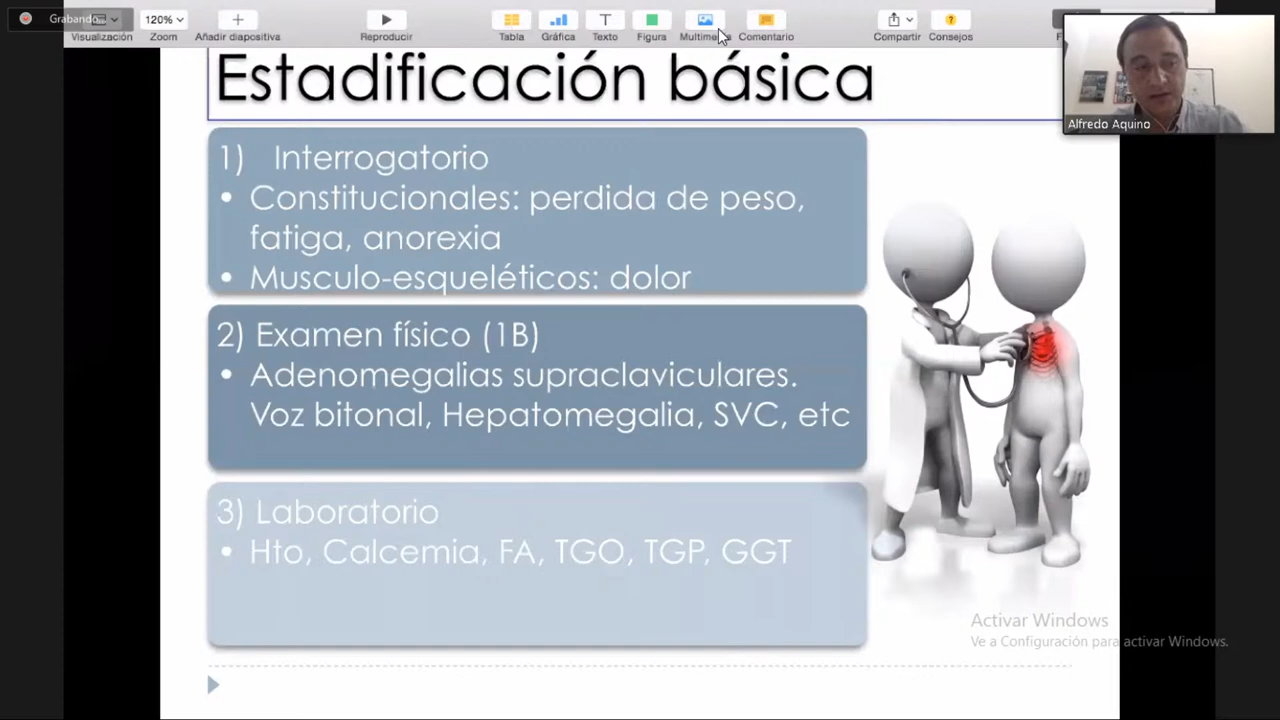 Grabando...
120%
Visualización
Zoom
Añadir diapositiva
Reproducir
Tabla
Gráfica
Texto
Figura
Comentario
Compartir
Consejos
Alfredo Aquino
Estadificación básica
1) Interrogatorio
• Constitucionales: perdida de peso,
fatiga, anorexia
• Musculo-esqueléticos: dolor
2) Examen físico (1B)
• Adenomegalias supraclaviculares.
Voz bitonal, Hepatomegalia, SVC, etc
3) Laboratorio
• Hto, Calcemia, FA, TGO, TGP, GGT
Activar Windows
Ve a Configuración para activar Windows.